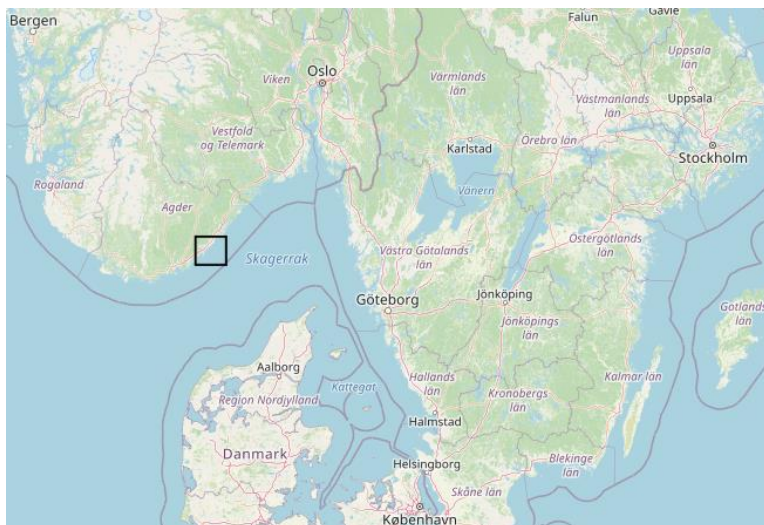 Bergen
Falun
Gävle
Oslo
Viken
Värmlands
län
Uppsala
län
Uppsala
Västmanlands
län
Vestfold
og Telemark
Karlstad
Örebro län
Stockholm
Rogaland
Agder
Vänern
Östergötlands
län
Skagerrak
Västra Götalands
län
Göteborg
Jönköping
Jönköpings
län
Gotlands
län
Aalborg
Kattegat
Region Nordjylland
Hallands
län
Kronobergs
län
Kalmar län
Halmstad
Danmark
Helsingborg
Blekinge
län
Skåne län
København